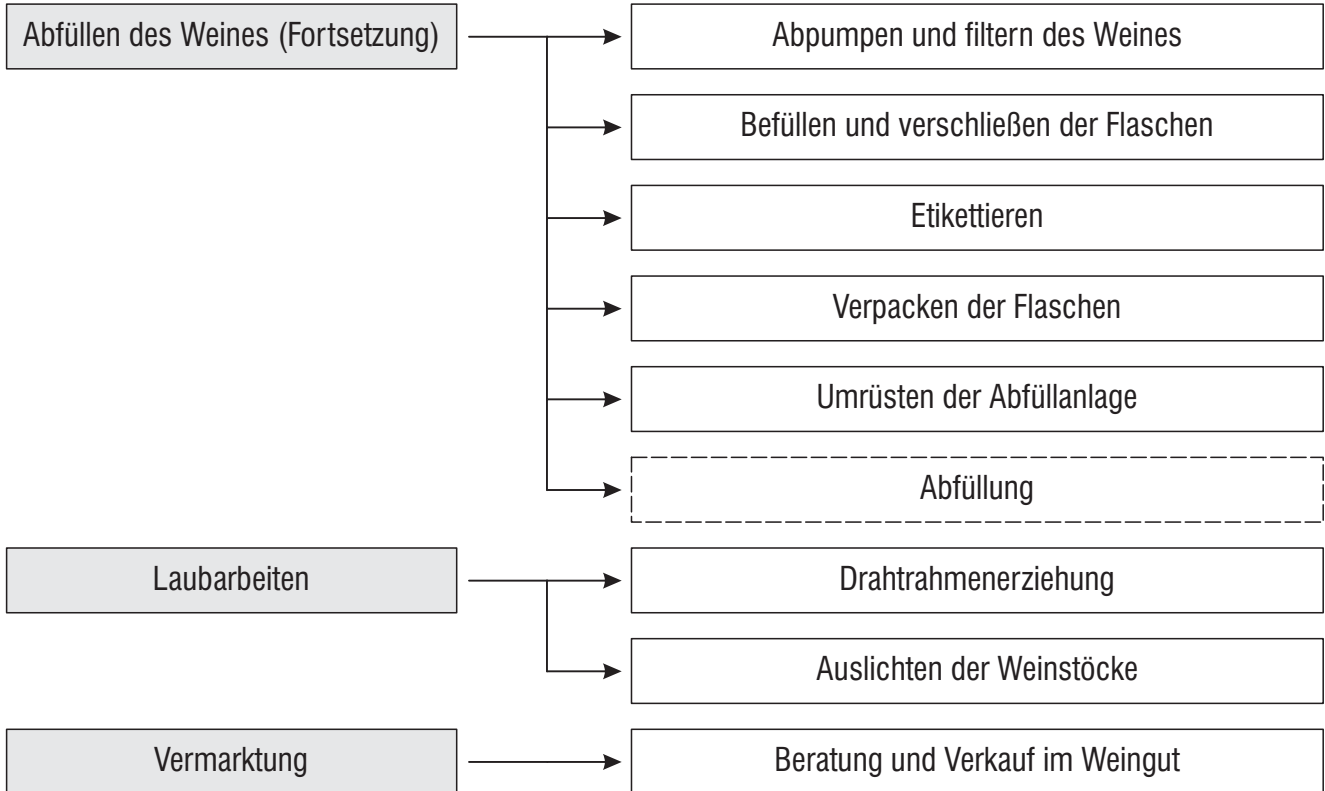 Abfüllen des Weines (Fortsetzung)
Abpumpen und filtern des Weines
Befüllen und verschließen der Flaschen
Etikettieren
Verpacken der Flaschen
Umrüsten der Abfüllanlage
Abfüllung
Laubarbeiten
Drahtrahmenerziehung
Auslichten der Weinstöcke
Vermarktung
Beratung und Verkauf im Weingut